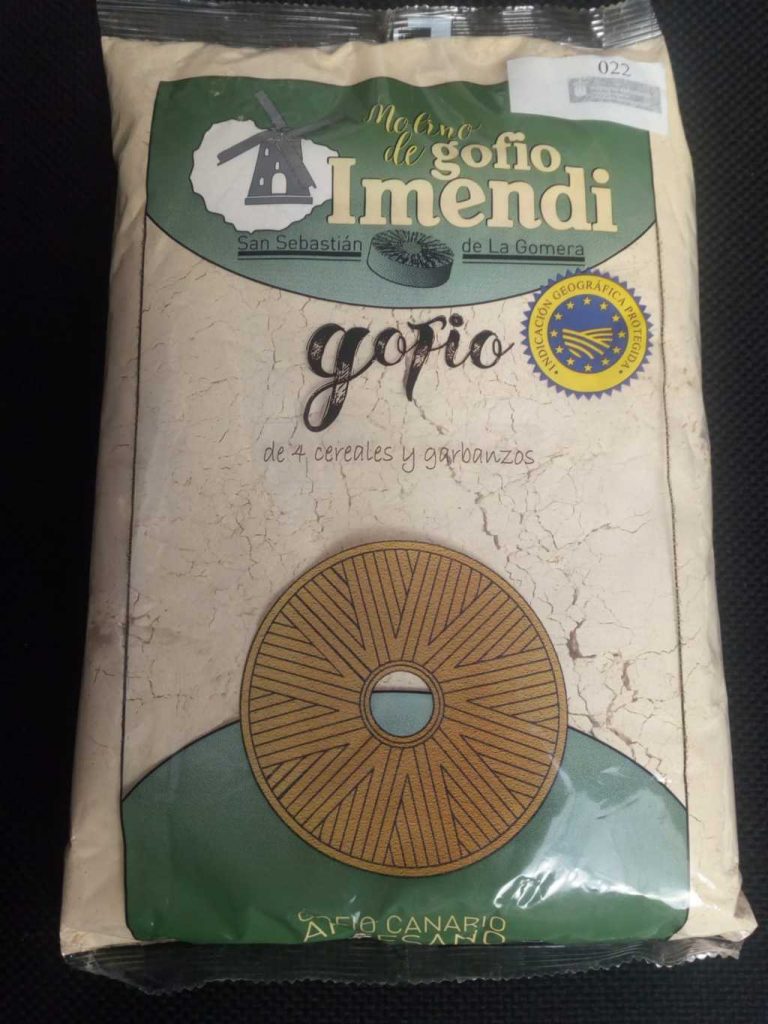 022
Molino
de gofio
Imendi
San Sebastián de La Gomera
INDICACIÓN GEOGRÁFICA PROTEGIDA
gofio
de 4 cereales y garbanzos
GOFIO CANARIO
ARTESANO